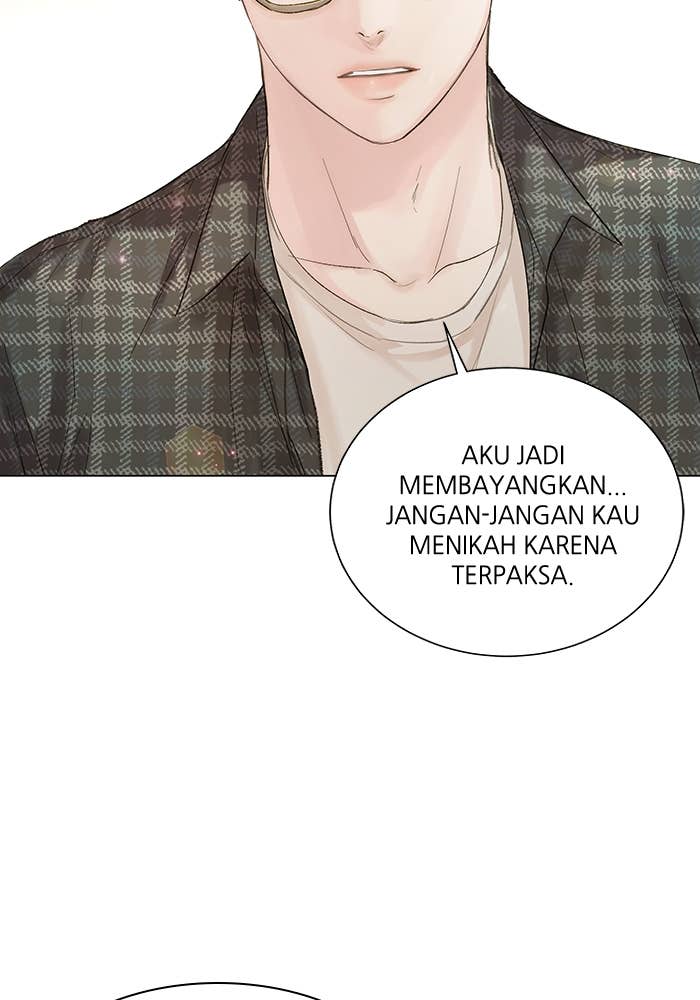 AKU JADI
MEMBAYANGKAN...
JANGAN-JANGAN KAU
MENIKAH KARENA
TERPAKSA.